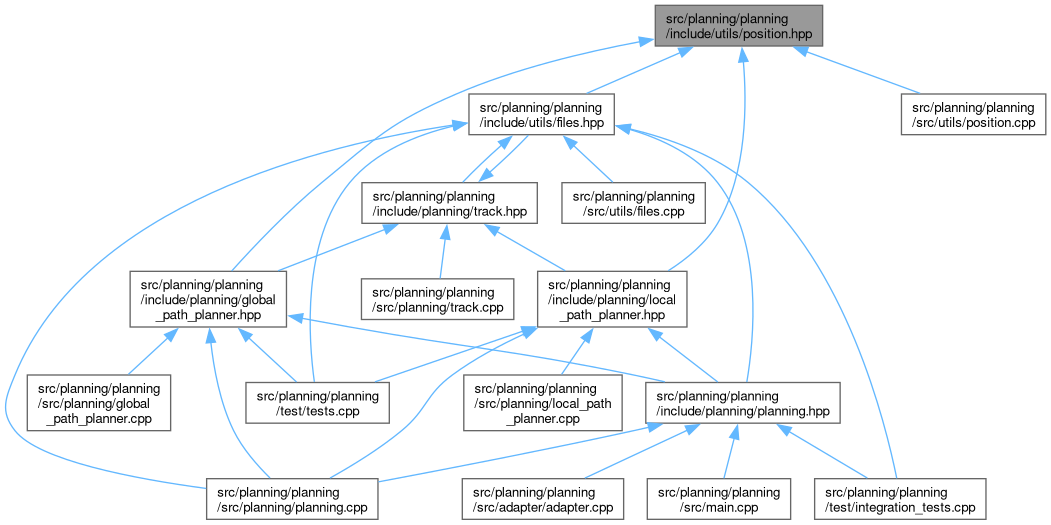 src/planning/planning
/include/utils/position.hpp
src/planning/planning
/include/utils/files.hpp
src/planning/planning
/src/utils/position.cpp
src/planning/planning
/include/planning/track.hpp
src/planning/planning
/src/utils/files.cpp
src/planning/planning
/include/planning/global
_path_planner.hpp
src/planning/planning
/src/planning/track.cpp
src/planning/planning
/include/planning/local
_path_planner.hpp
src/planning/planning
/src/planning/global
_path_planner.cpp
src/planning/planning
/test/tests.cpp
src/planning/planning
/src/planning/local_path
_planner.cpp
src/planning/planning
/include/planning/planning.hpp
src/planning/planning
/src/planning/planning.cpp
src/planning/planning
/src/adapter/adapter.cpp
src/planning/planning
/src/main.cpp
src/planning/planning
/test/integration_tests.cpp